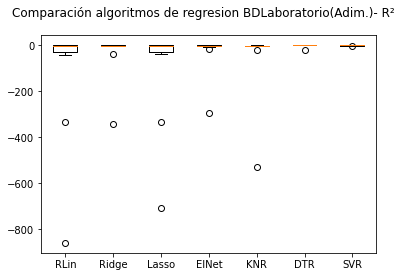 Comparación algoritmos de regresion BDLaboratorio(Adim.)- R²
0
−200
−400
−600
−800
RLin Ridge Lasso ElNet KNR DTR SVR